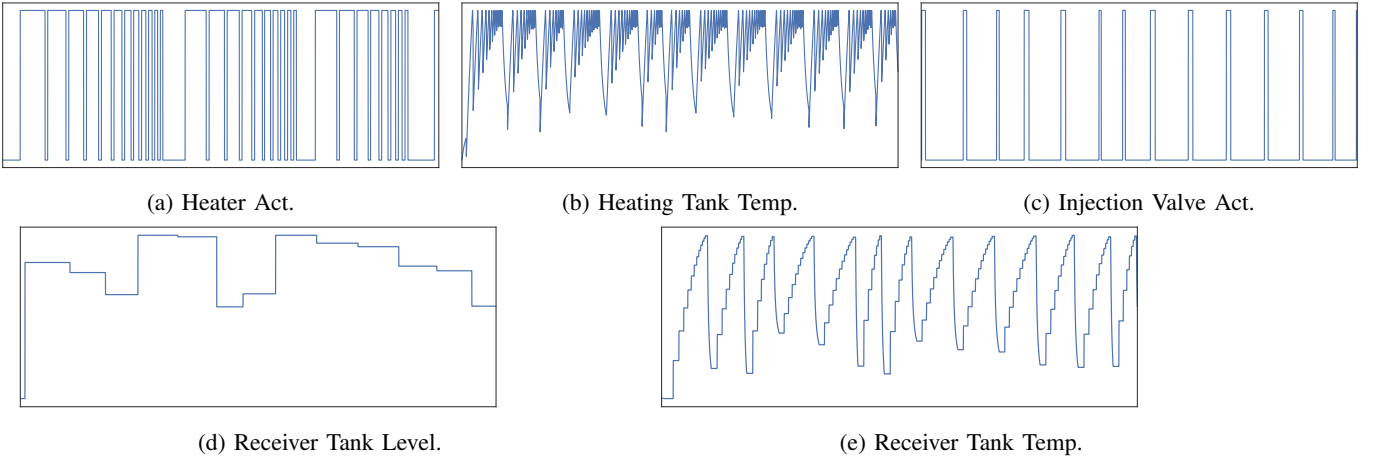 (a) Heater Act.
(b) Heating Tank Temp.
(c) Injection Valve Act.
(d) Receiver Tank Level.
(e) Receiver Tank Temp.